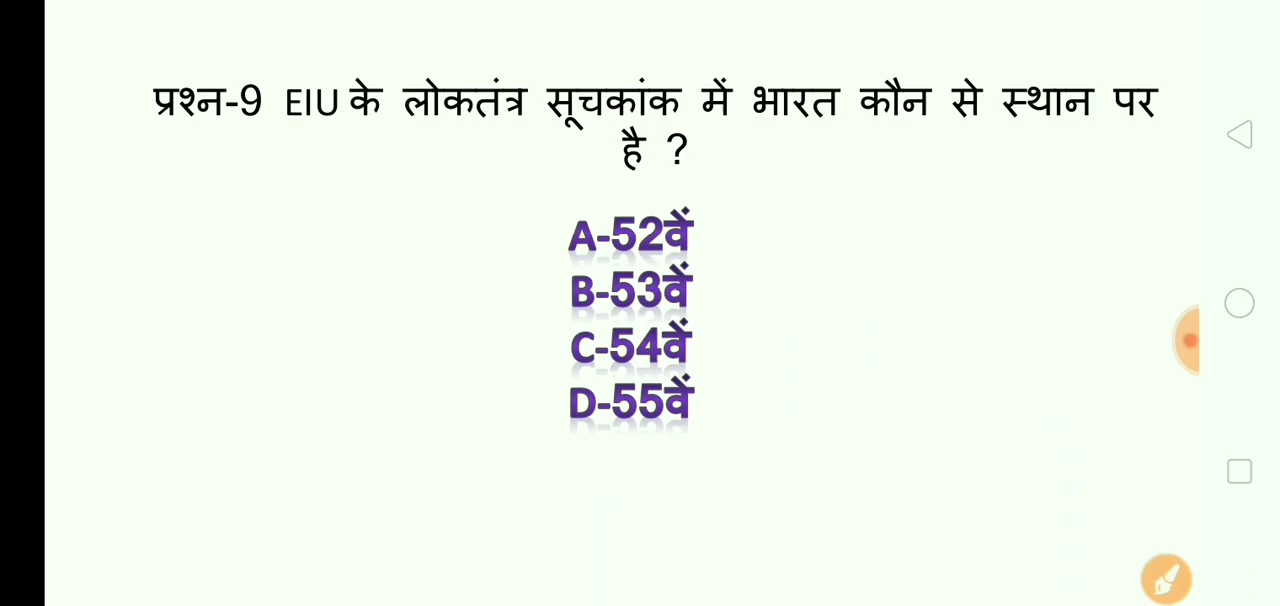 प्रश्न-9 EIU के लोकतंत्र सूचकांक में भारत कौन से स्थान पर
है ?
A-52वें
B-53वें
C-54वें
D-55वें